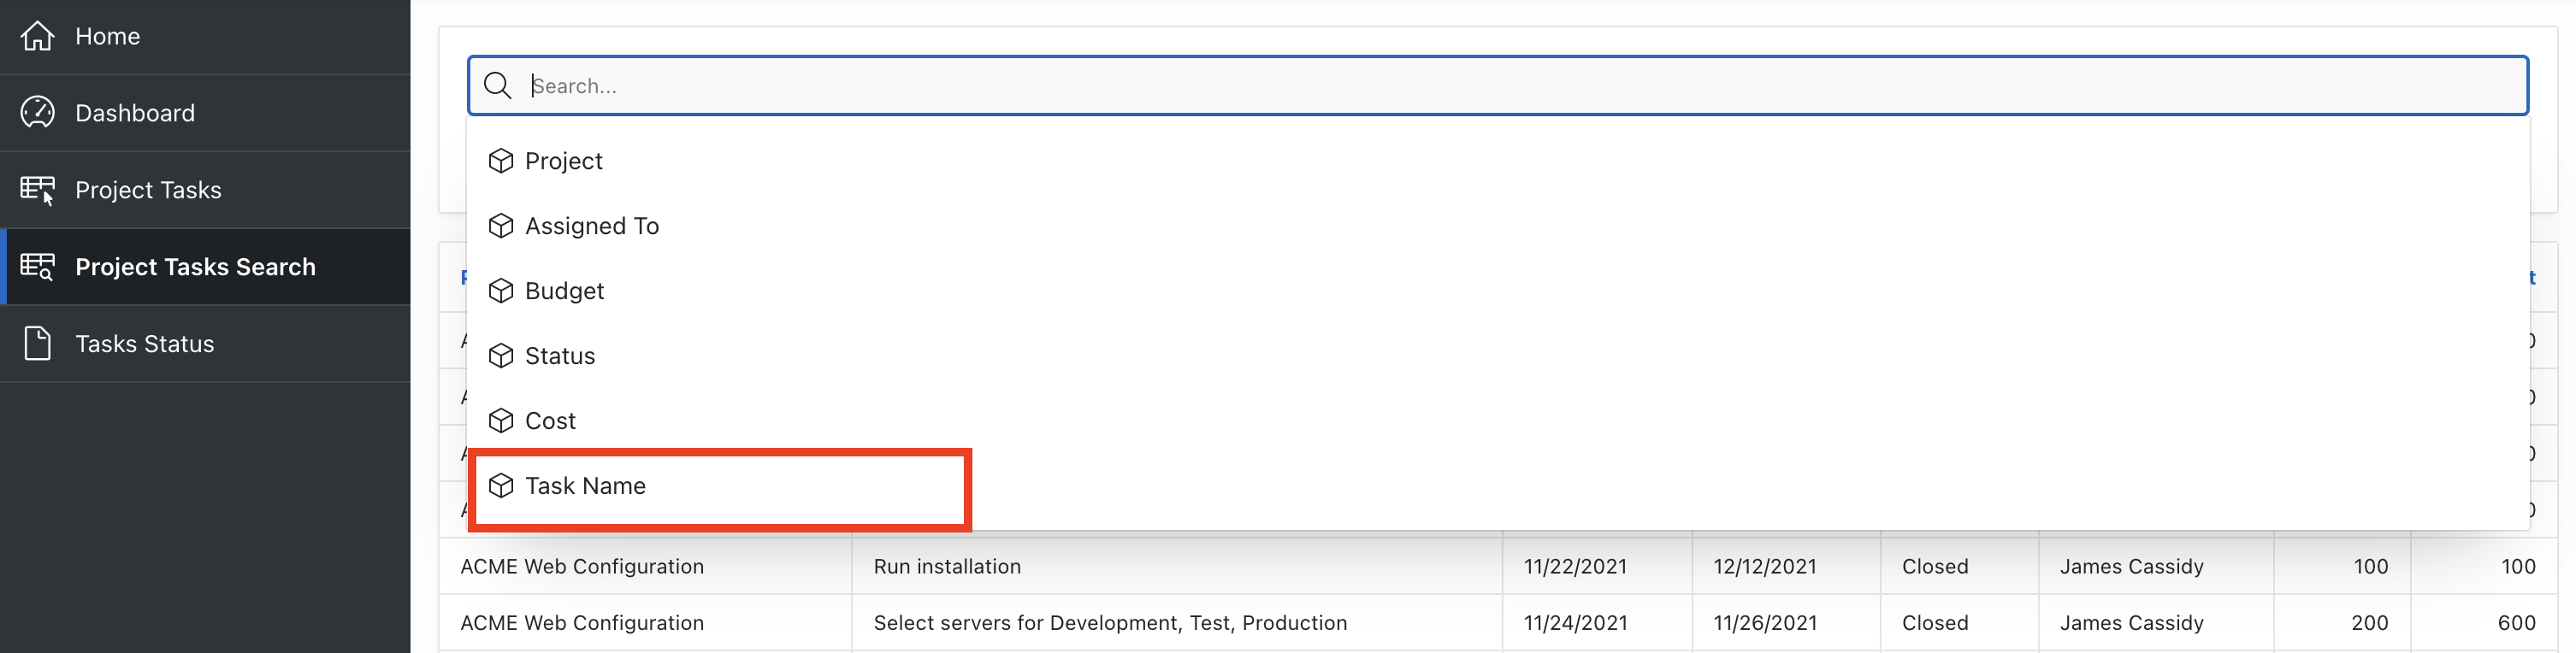 Home
Dashboard
Project Tasks
Project Tasks Search
Tasks Status
Search...
Project
Assigned To
Budget
Status
Cost
Task Name
ACME Web Configuration Run installation 11/22/2021 12/12/2021 Closed James Cassidy 100 100
ACME Web Configuration Select servers for Development, Test, Production 11/24/2021 11/26/2021 Closed James Cassidy 200 600